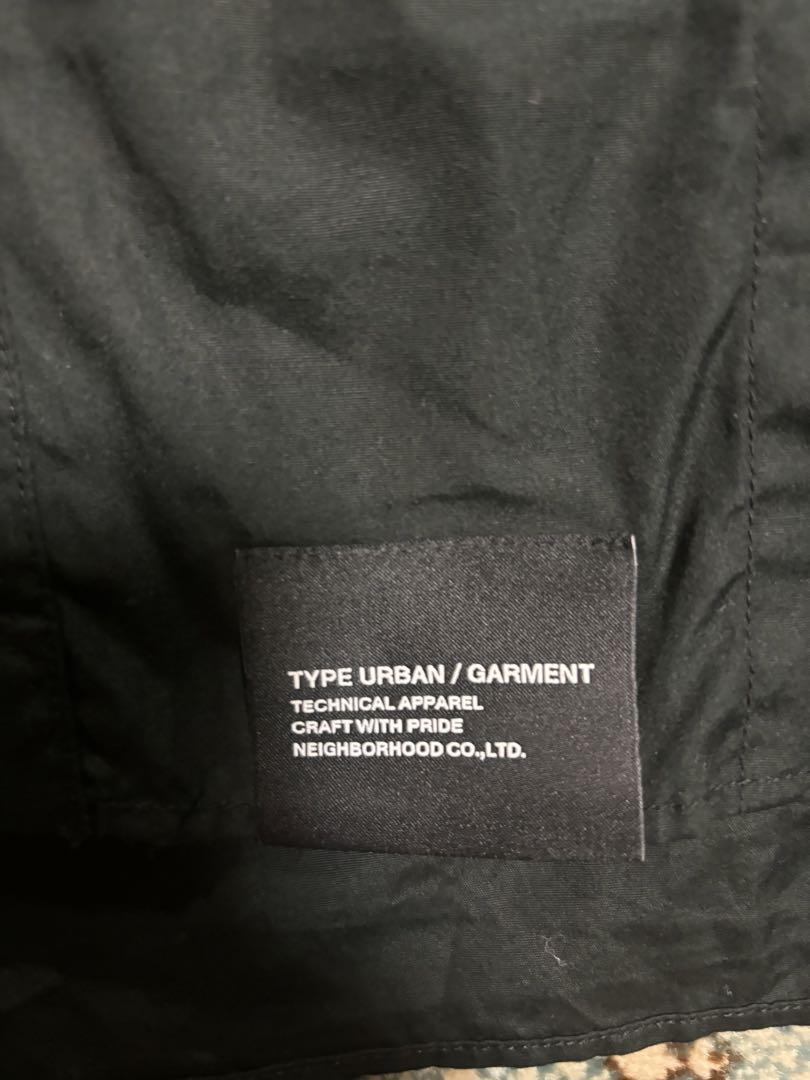 TYPE URBAN / GARMENT
TECHNICAL APPAREL
CRAFT WITH PRIDE
NEIGHBORHOOD CO.,LTD.